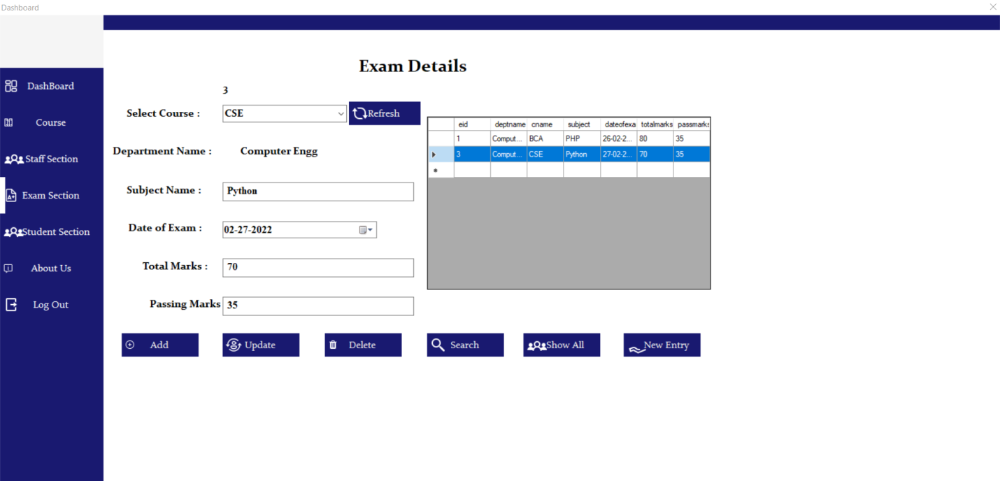 Dashboard
DashBoard
Course
Staff Section
Exam Section
Student Section
About Us
Log Out
Exam Details
3
Select Course :
CSE
Refresh
Department Name :
Computer Engg
Subject Name :
Python
Date of Exam :
02-27-2022
Total Marks :
70
Passing Marks
35
eid deptname cname subject dateofexa totalmarks passmarks
1 Comput... BCA PHP 26-02-2... 80 35
3 Comput... CSE Python 27-02-2... 70 35
Add
Update
Delete
Search
Show All
New Entry